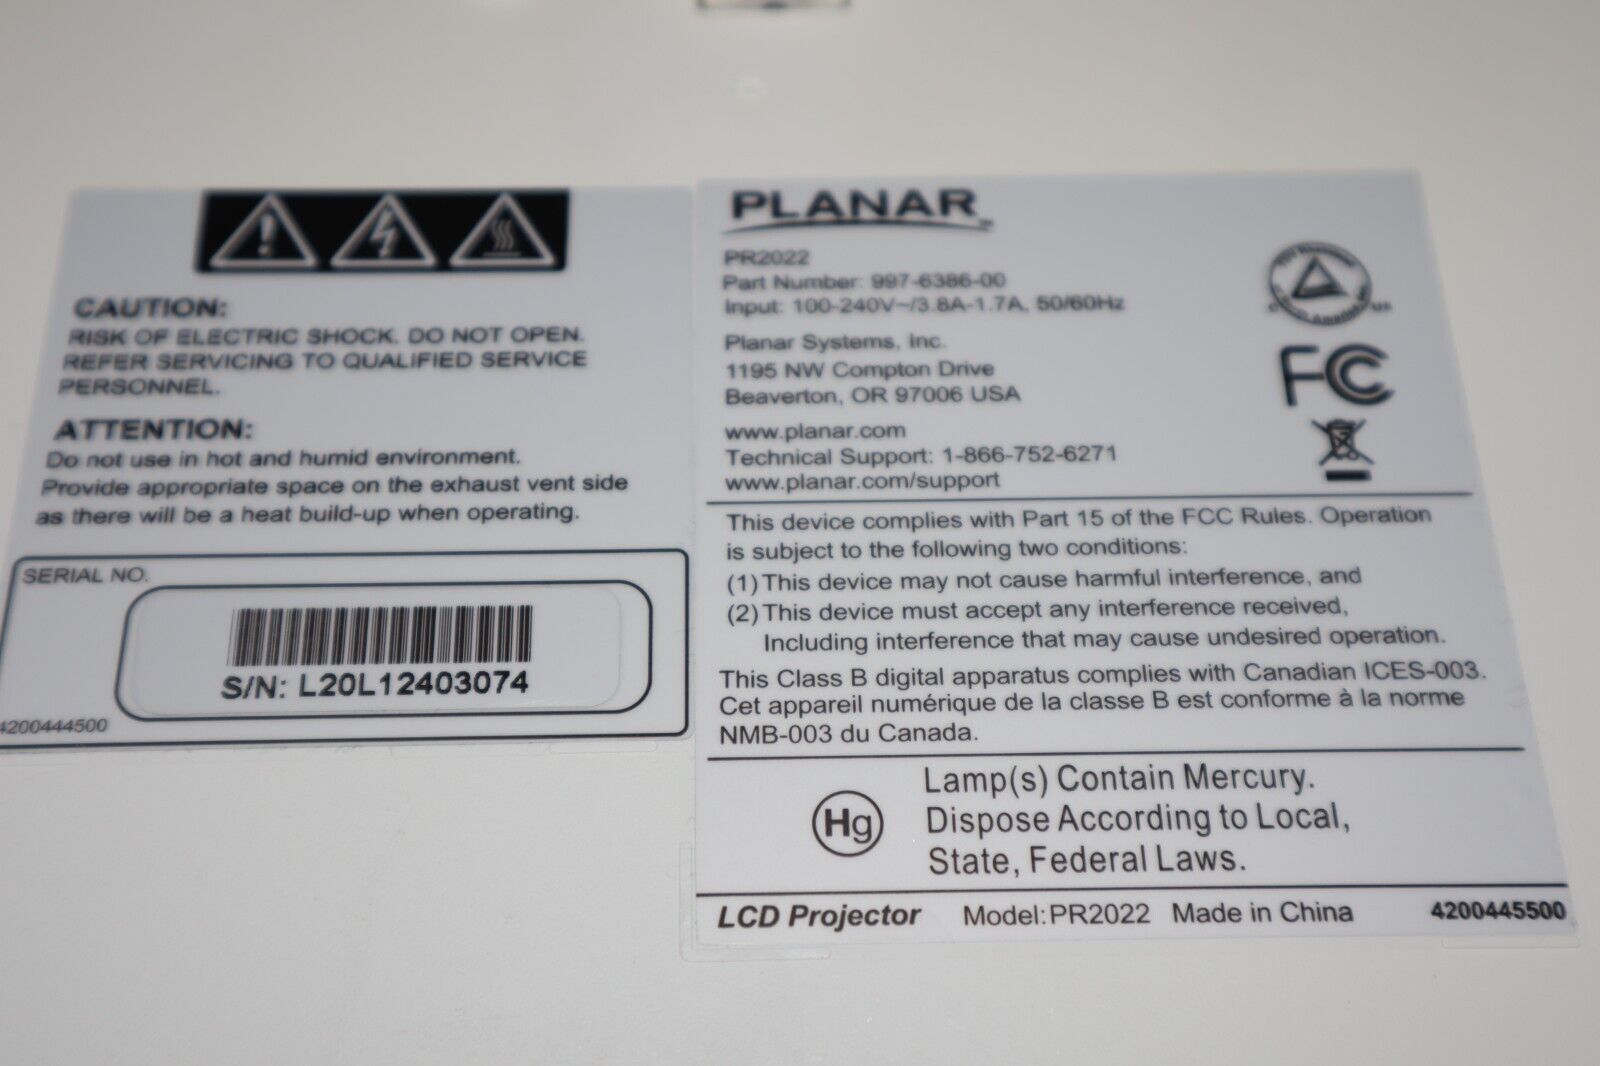 CAUTION:
RISK OF ELECTRIC SHOCK. DO NOT OPEN.
REFER SERVICING TO QUALIFIED SERVICE
PERSONNEL.
ATTENTION:
Do not use in hot and humid environment.
Provide appropriate space on the exhaust vent side
as there will be a heat build-up when operating.
SERIAL NO.
S/N: L20L12403074
4200444500
PLANAR
PR2022
Part Number: 997-6386-00
Input: 100-240V~/3.8A-1.7A, 50/60Hz
Planar Systems, Inc.
1195 NW Compton Drive
Beaverton, OR 97006 USA
www.planar.com
Technical Support: 1-866-752-6271
www.planar.com/support
FC
This device complies with Part 15 of the FCC Rules. Operation
is subject to the following two conditions:
(1) This device may not cause harmful interference, and
(2) This device must accept any interference received,
Including interference that may cause undesired operation.
This Class B digital apparatus complies with Canadian ICES-003.
Cet appareil numérique de la classe B est conforme à la norme
NMB-003 du Canada.
Hg
Lamp(s) Contain Mercury.
Dispose According to Local,
State, Federal Laws.
LCD Projector Model:PR2022 Made in China 4200445500